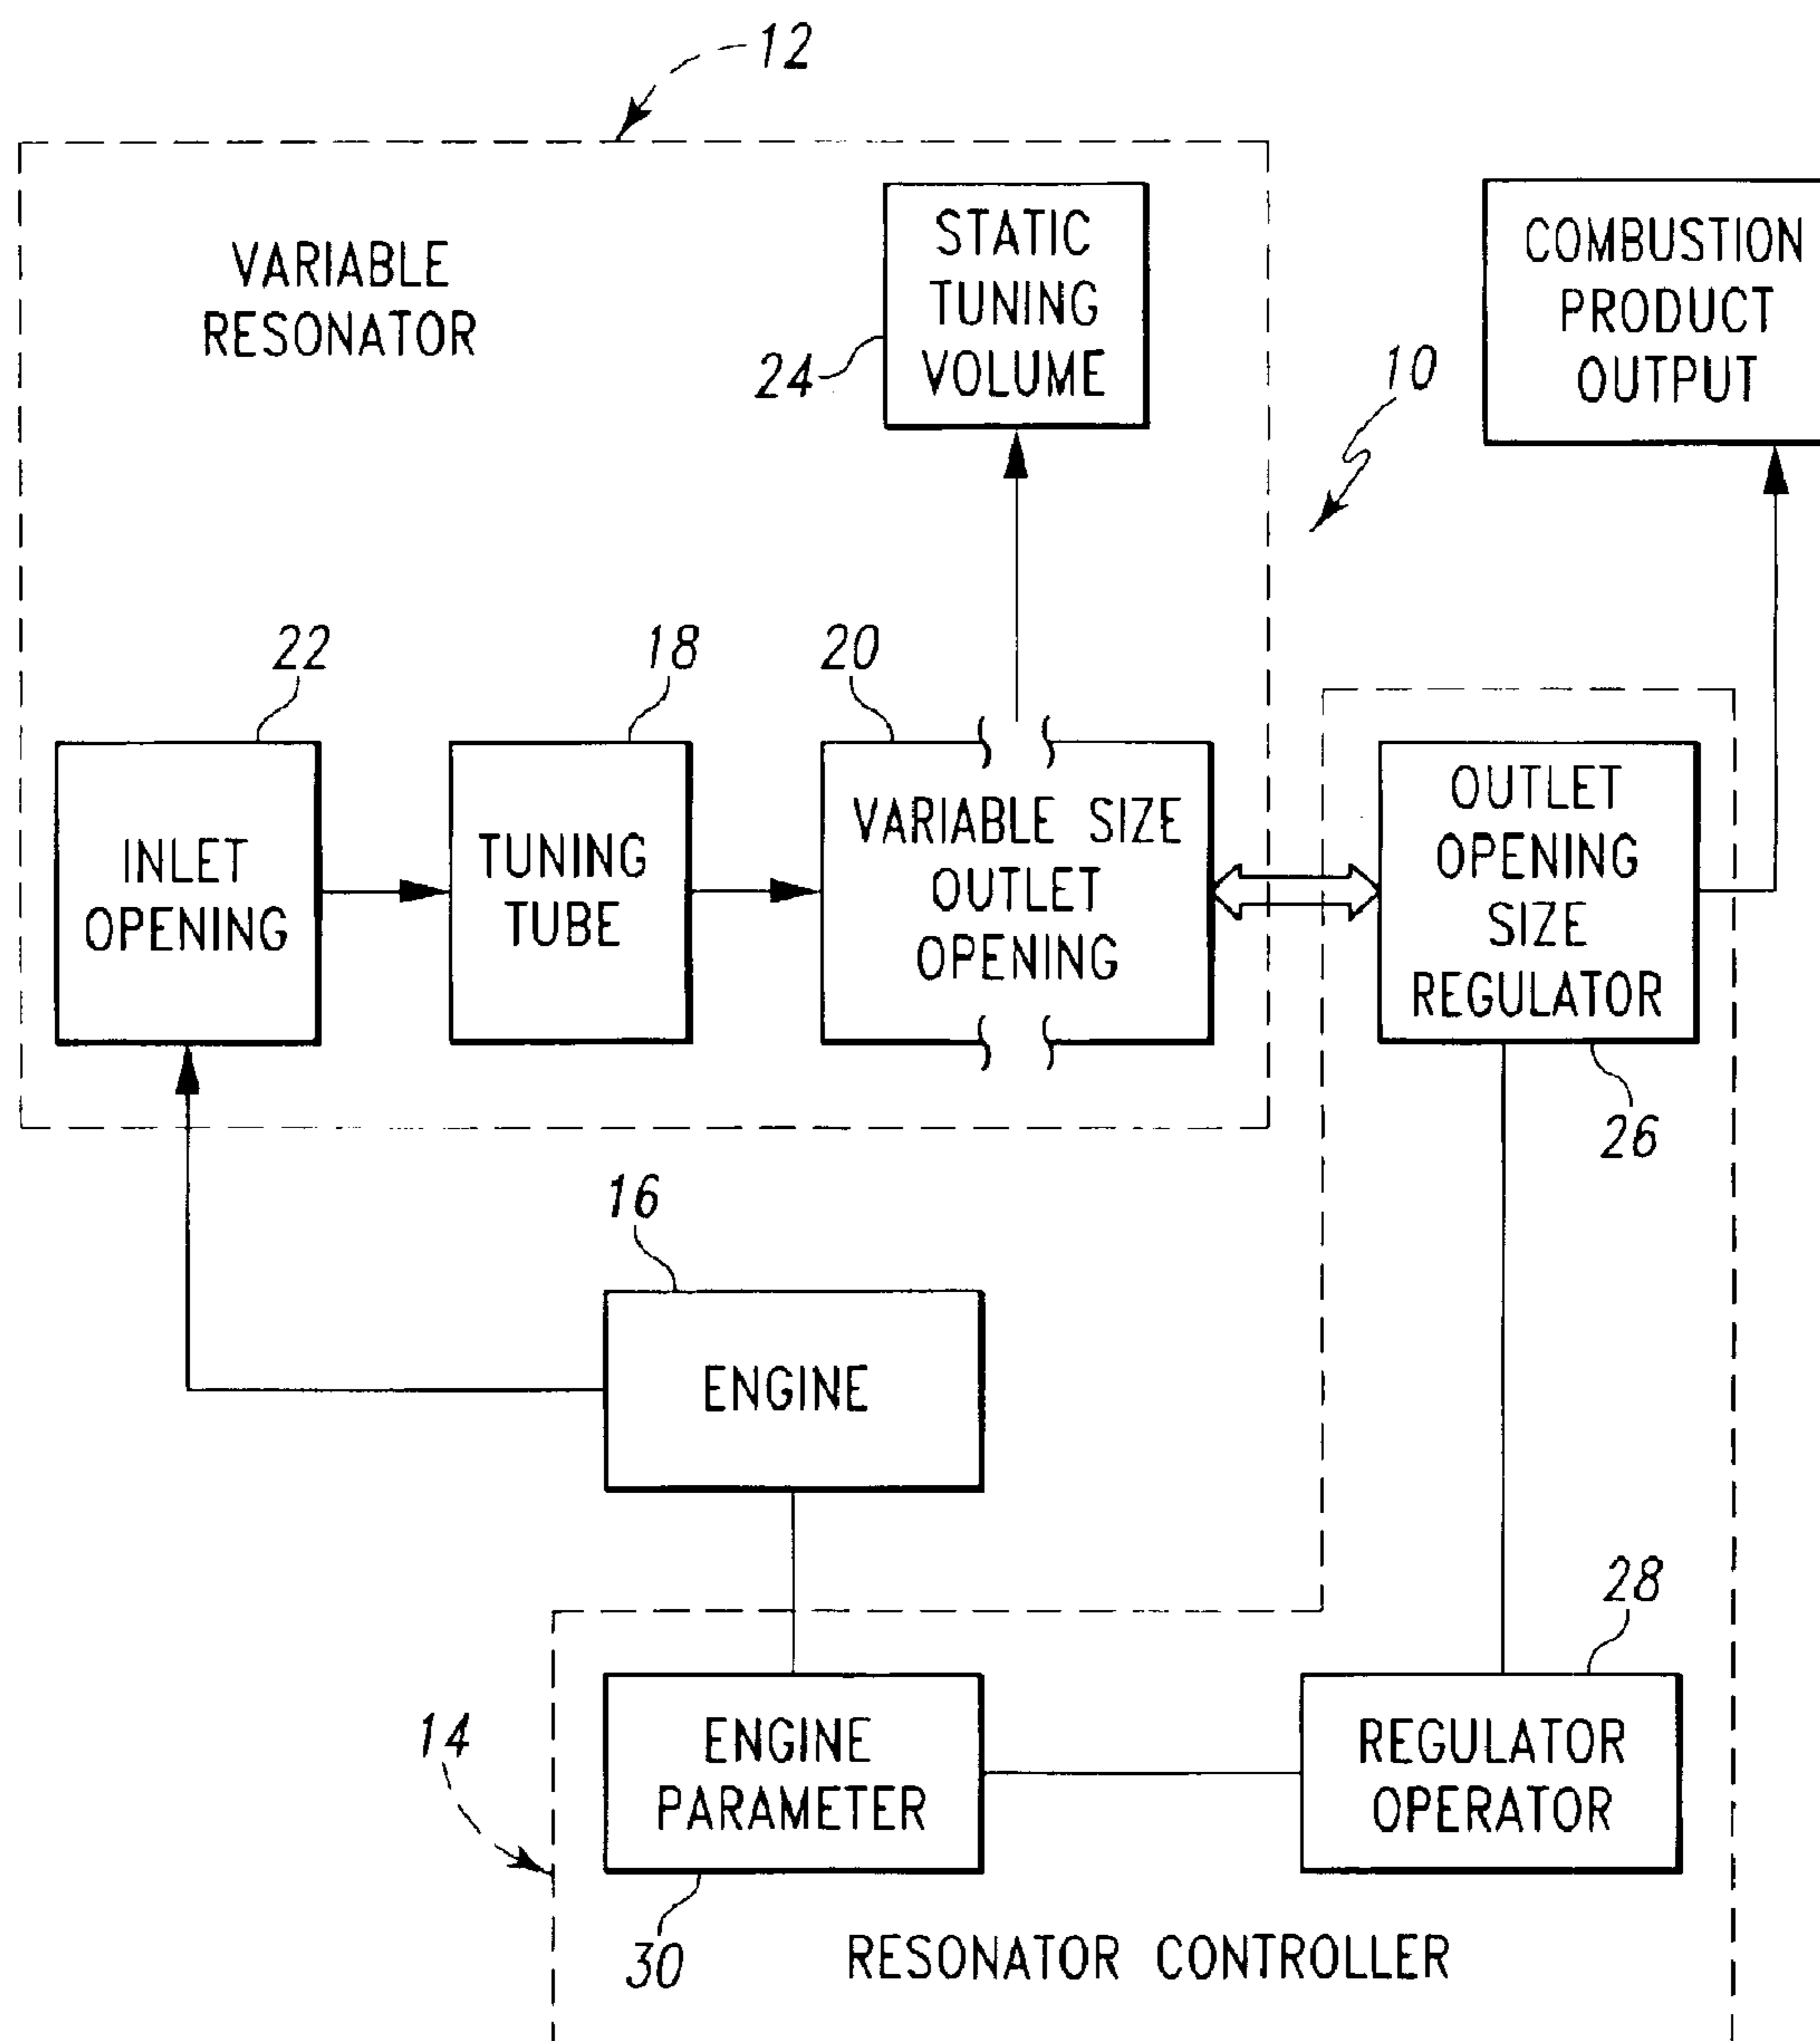 12
VARIABLE
RESONATOR
STATIC
TUNING
VOLUME
24
COMBUSTION
PRODUCT
OUTPUT
10
22
18
20
INLET
OPENING
TUNING
TUBE
VARIABLE SIZE
OUTLET
OPENING
OUTLET
OPENING
SIZE
REGULATOR
26
16
ENGINE
28
14
ENGINE
PARAMETER
REGULATOR
OPERATOR
30
RESONATOR CONTROLLER